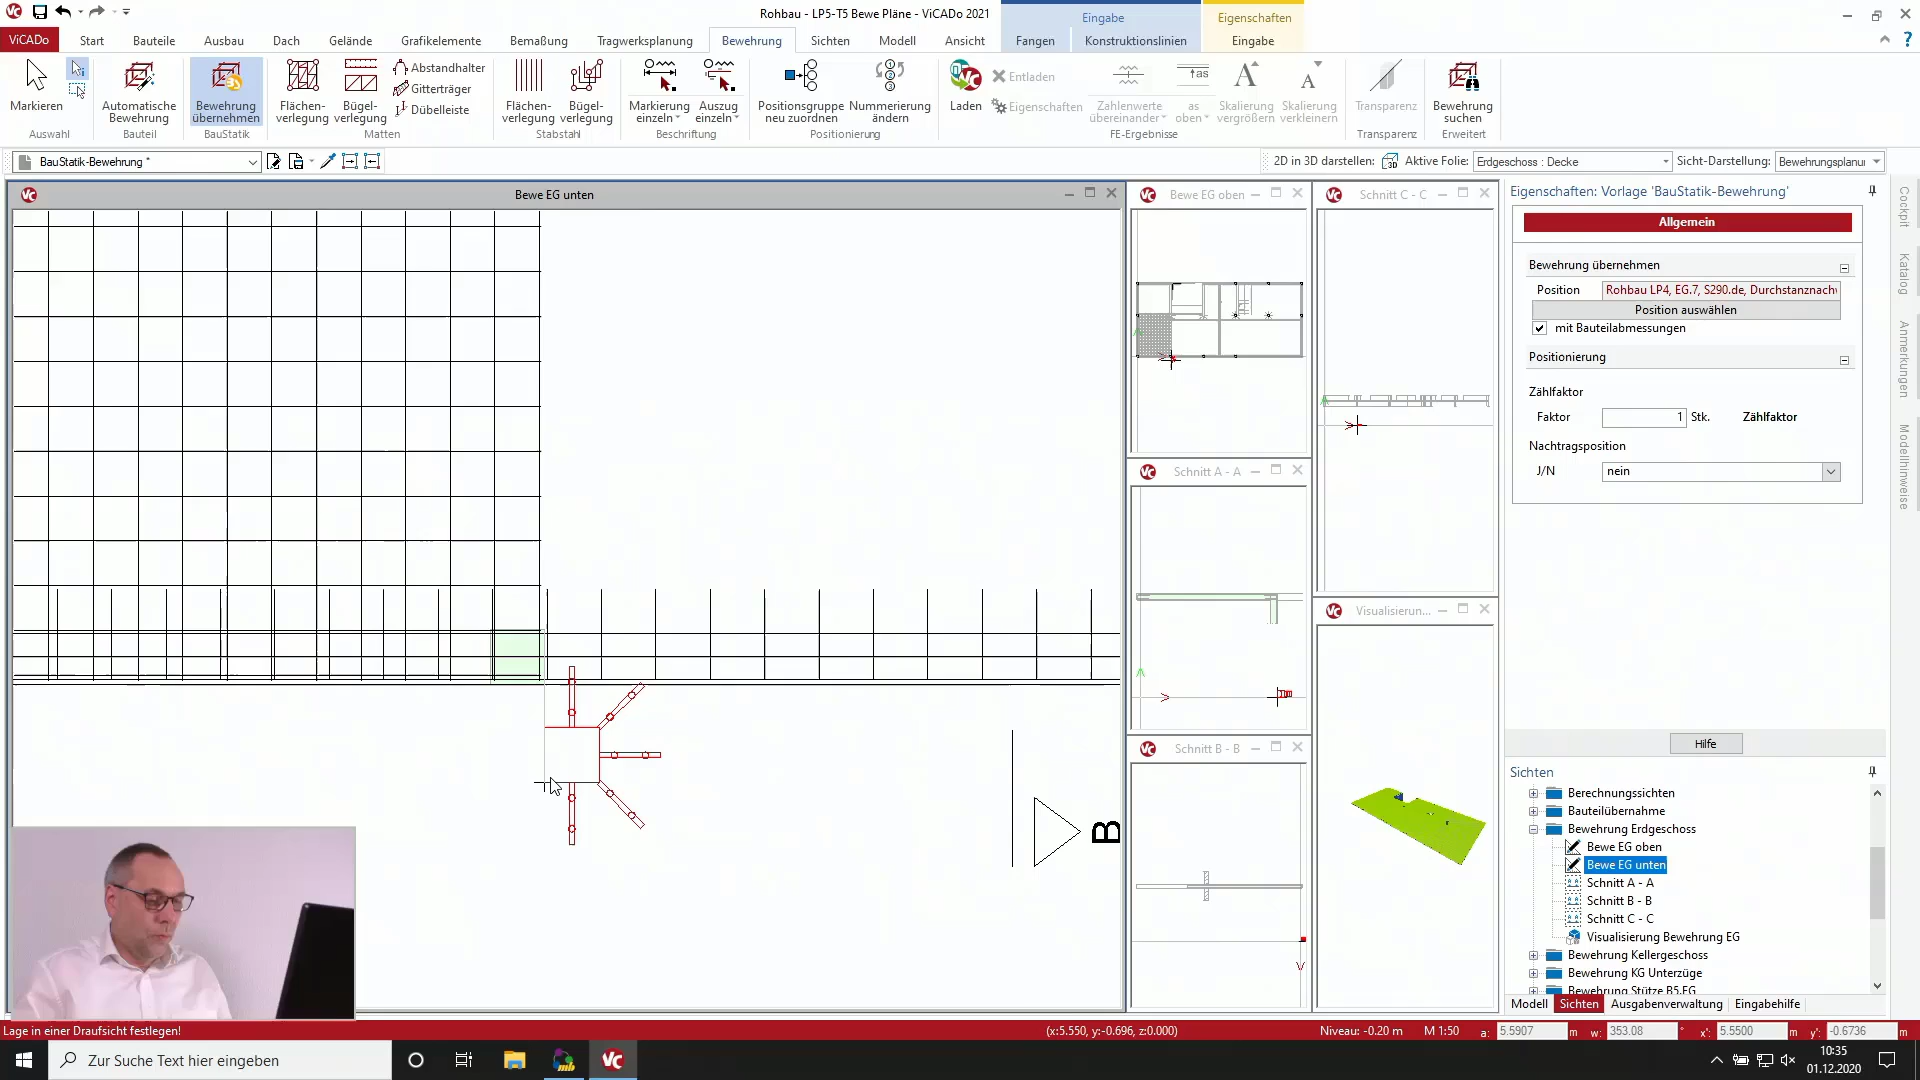 Rohbau - LP5-T5 Bewe Pläne - ViCADo 2021
Eingabe
Eigenschaften
ViCADo
Start
Bauteile
Ausbau
Dach
Gelände
Grafikelemente
Bemaßung
Tragwerksplanung
Bewehrung
Sichten
Modell
Ansicht
Fangen
Konstruktionslinien
Eingabe
Markieren
Auswahl
Automatische
Bewehrung
Bauteil
Bewehrung
übernehmen
BauStatik
Flächen-
verlegung
Bügel-
verlegung
Abstandhalter
Gitterträger
Dübelleiste
Matten
Flächen-
verlegung
Bügel-
verlegung
Stabstahl
Markierung
einzeln
Auszug
einzeln
Beschriftung
Positionsgruppe
neu zuordnen
Nummerierung
ändern
Positionierung
Laden
Entladen
Eigenschaften
Zahlenwerte
übereinander
as
as
oben
Skalierung
vergrößern
Skalierung
verkleinern
FE-Ergebnisse
Transparenz
Transparenz
Bewehrung
suchen
Erweitert
BauStatik-Bewehrung *
2D in 3D darstellen:
3D
Aktive Folie:
Erdgeschoss : Decke
Sicht-Darstellung:
Bewehrungsplanu
Bewe EG unten
Bewe EG oben
Schnitt C - C
Schnitt A - A
Schnitt B - B
Visualisierun...
B
Eigenschaften: Vorlage 'BauStatik-Bewehrung'
Allgemein
Bewehrung übernehmen
Position
Rohbau LP4, EG.7, S290.de, Durchstanznachv
Position auswählen
mit Bauteilabmessungen
Positionierung
Zählfaktor
Faktor
1
Stk.
Zählfaktor
Nachtragsposition
J/N
nein
Hilfe
Sichten
Berechnungssichten
Bauteilübernahme
Bewehrung Erdgeschoss
Bewe EG oben
Bewe EG unten
Schnitt A - A
Schnitt B - B
Schnitt C - C
Visualisierung Bewehrung EG
Bewehrung Kellergeschoss
Bewehrung KG Unterzüge
Bewehrung Stütze B5.EG
Modell
Sichten
Ausgabenverwaltung
Eingabehilfe
Cockpit
Katalog
Anmerkungen
Modellhinweise
Lage in einer Draufsicht festlegen!
(x:5.550, y:-0.696, z:0.000)
Niveau: -0.20 m
M 1:50
a:
5.5907
m
w:
353.08
°
x':
5.5500
m
y':
-0.6736
m
Zur Suche Text hier eingeben
10:35
01.12.2020